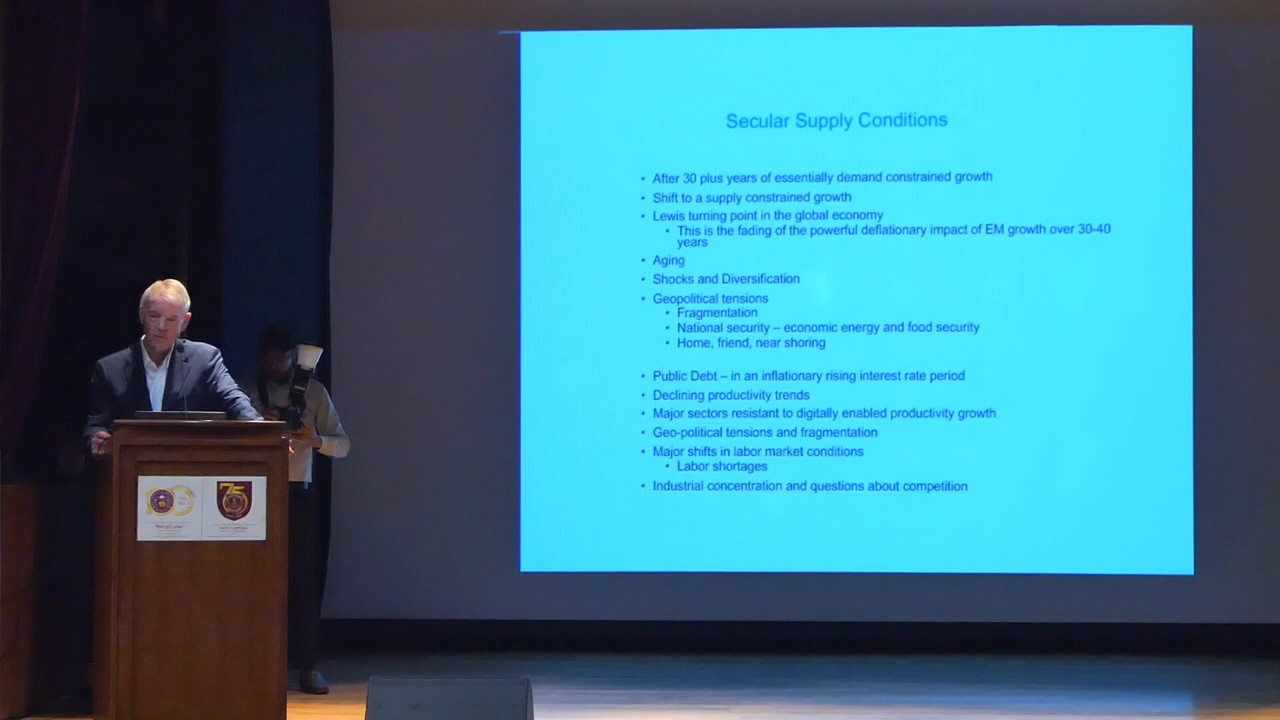 Secular Supply Conditions
• After 30 plus years of essentially demand constrained growth
• Shift to a supply constrained growth
• Lewis turning point in the global economy
• This is the fading of the powerful deflationary impact of EM growth over 30-40
years
• Aging
• Shocks and Diversification
• Geopolitical tensions
• Fragmentation
• National security – economic energy and food security
• Home, friend, near shoring
• Public Debt – in an inflationary rising interest rate period
• Declining productivity trends
• Major sectors resistant to digitally enabled productivity growth
• Geo-political tensions and fragmentation
• Major shifts in labor market conditions
• Labor shortages
• Industrial concentration and questions about competition
75